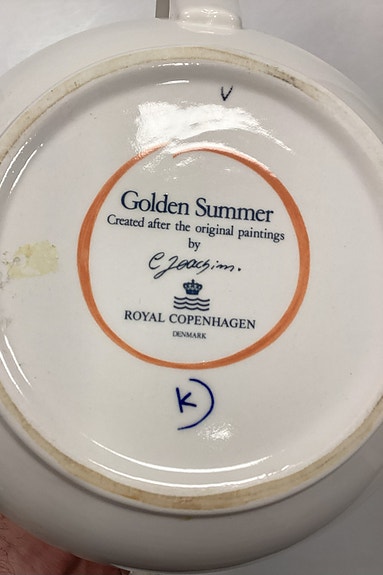 V
Golden Summer
Created after the original paintings
by
C Joachim.
ROYAL COPENHAGEN
DENMARK
K